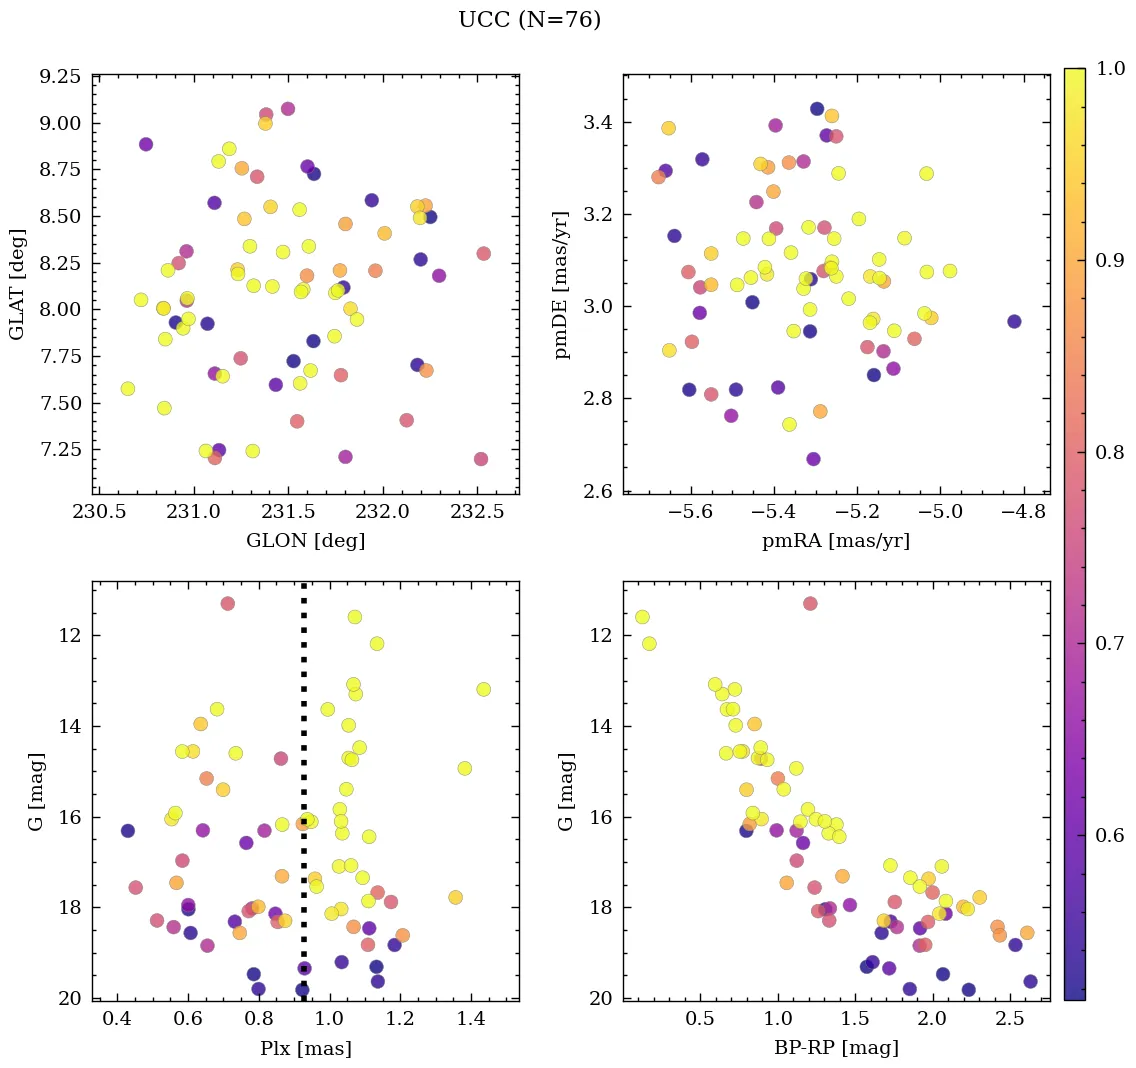 UCC (N=76)
9.25
9.00
8.75
8.50
8.25
8.00
7.75
7.50
7.25
GLAT [deg]
230.5 231.0 231.5 232.0 232.5
GLON [deg]
3.4
3.2
3.0
2.8
2.6
pmDE [mas/yr]
−5.6 −5.4 −5.2 −5.0 −4.8
pmRA [mas/yr]
12
14
16
18
20
G [mag]
0.4 0.6 0.8 1.0 1.2 1.4
Plx [mas]
12
14
16
18
20
G [mag]
0.5 1.0 1.5 2.0 2.5
BP-RP [mag]
1.0
0.9
0.8
0.7
0.6